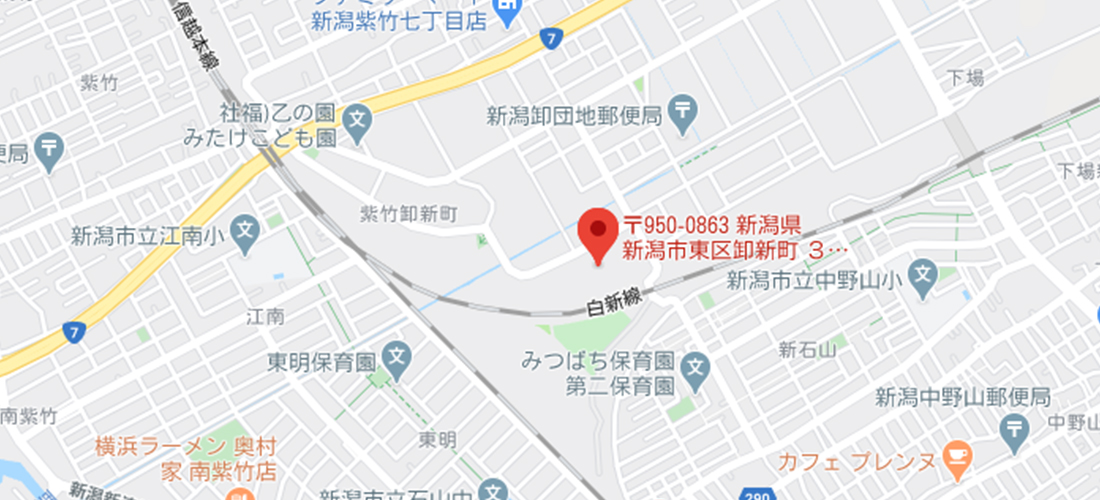 新潟紫竹七丁目店
信越本線
7
紫竹
下場
社福)乙の園
みたけこども園
新潟卸団地郵便局
便局
下場新
紫竹卸新町
〒950-0863 新潟県
新潟市東区卸新町 3…
新潟市立江南小
新潟市立中野山小
白新線
江南
7
東明保育園
みつばち保育園
第二保育園
新石山
新潟中野山郵便局
南紫竹
中野山
東明
横浜ラーメン 奥村
家 南紫竹店
カフェ ブレンヌ
新潟市立石山中
290